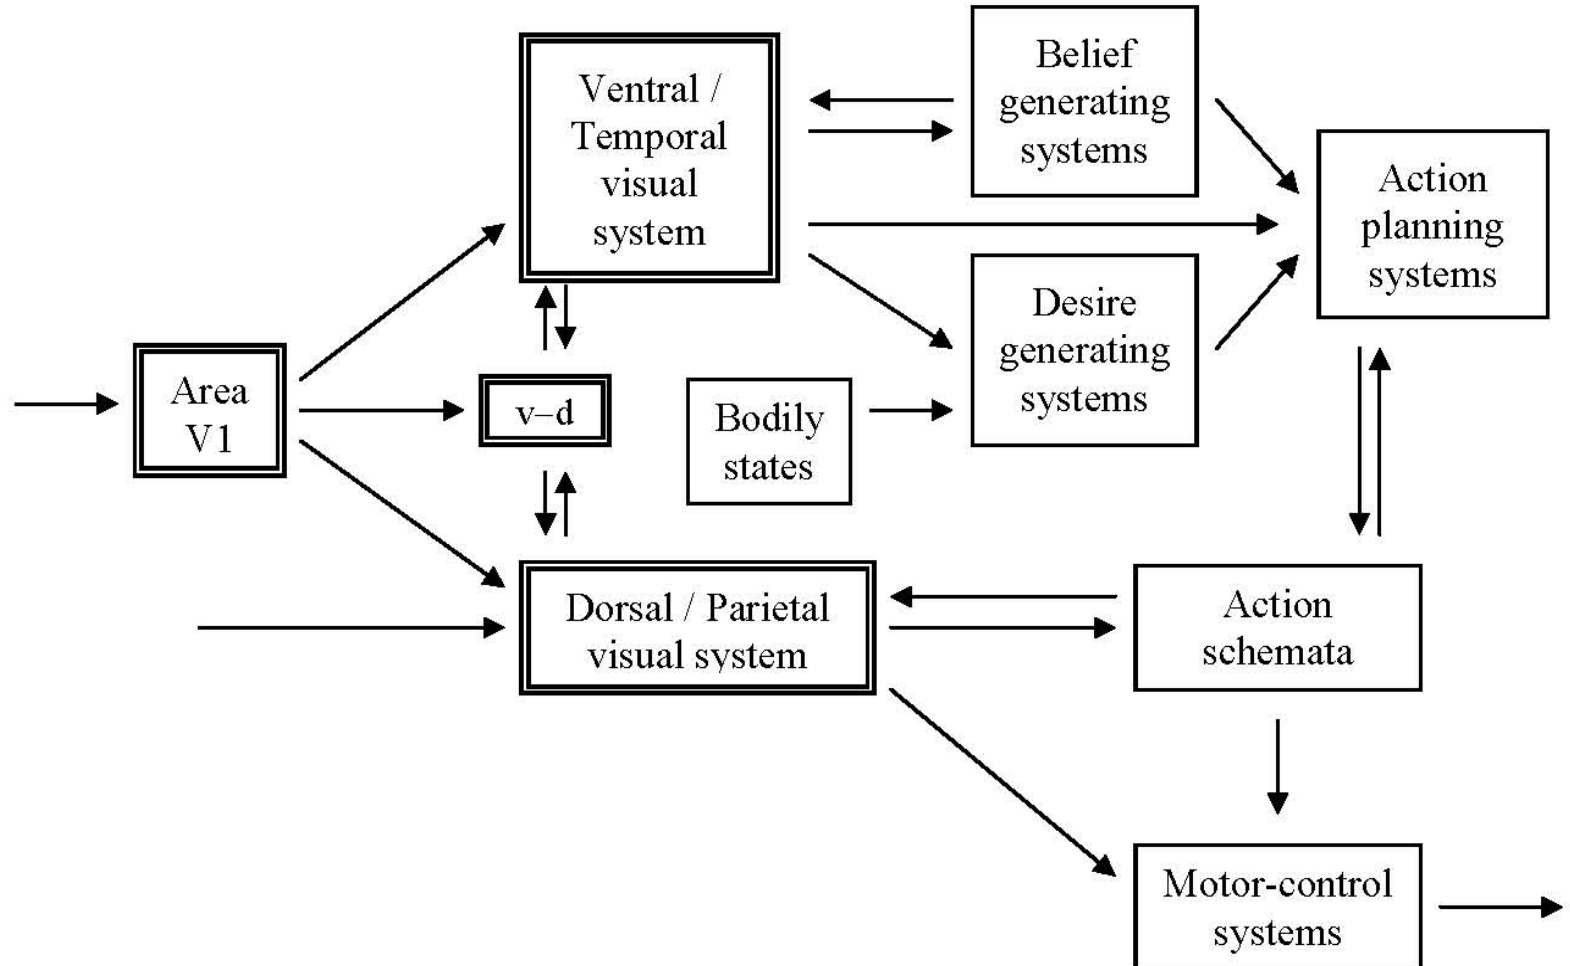 Ventral /
Temporal
visual
system
Belief
generating
systems
Action
planning
systems
Desire
generating
systems
Area
V1
v–d
Bodily
states
Dorsal / Parietal
visual system
Action
schemata
Motor-control
systems